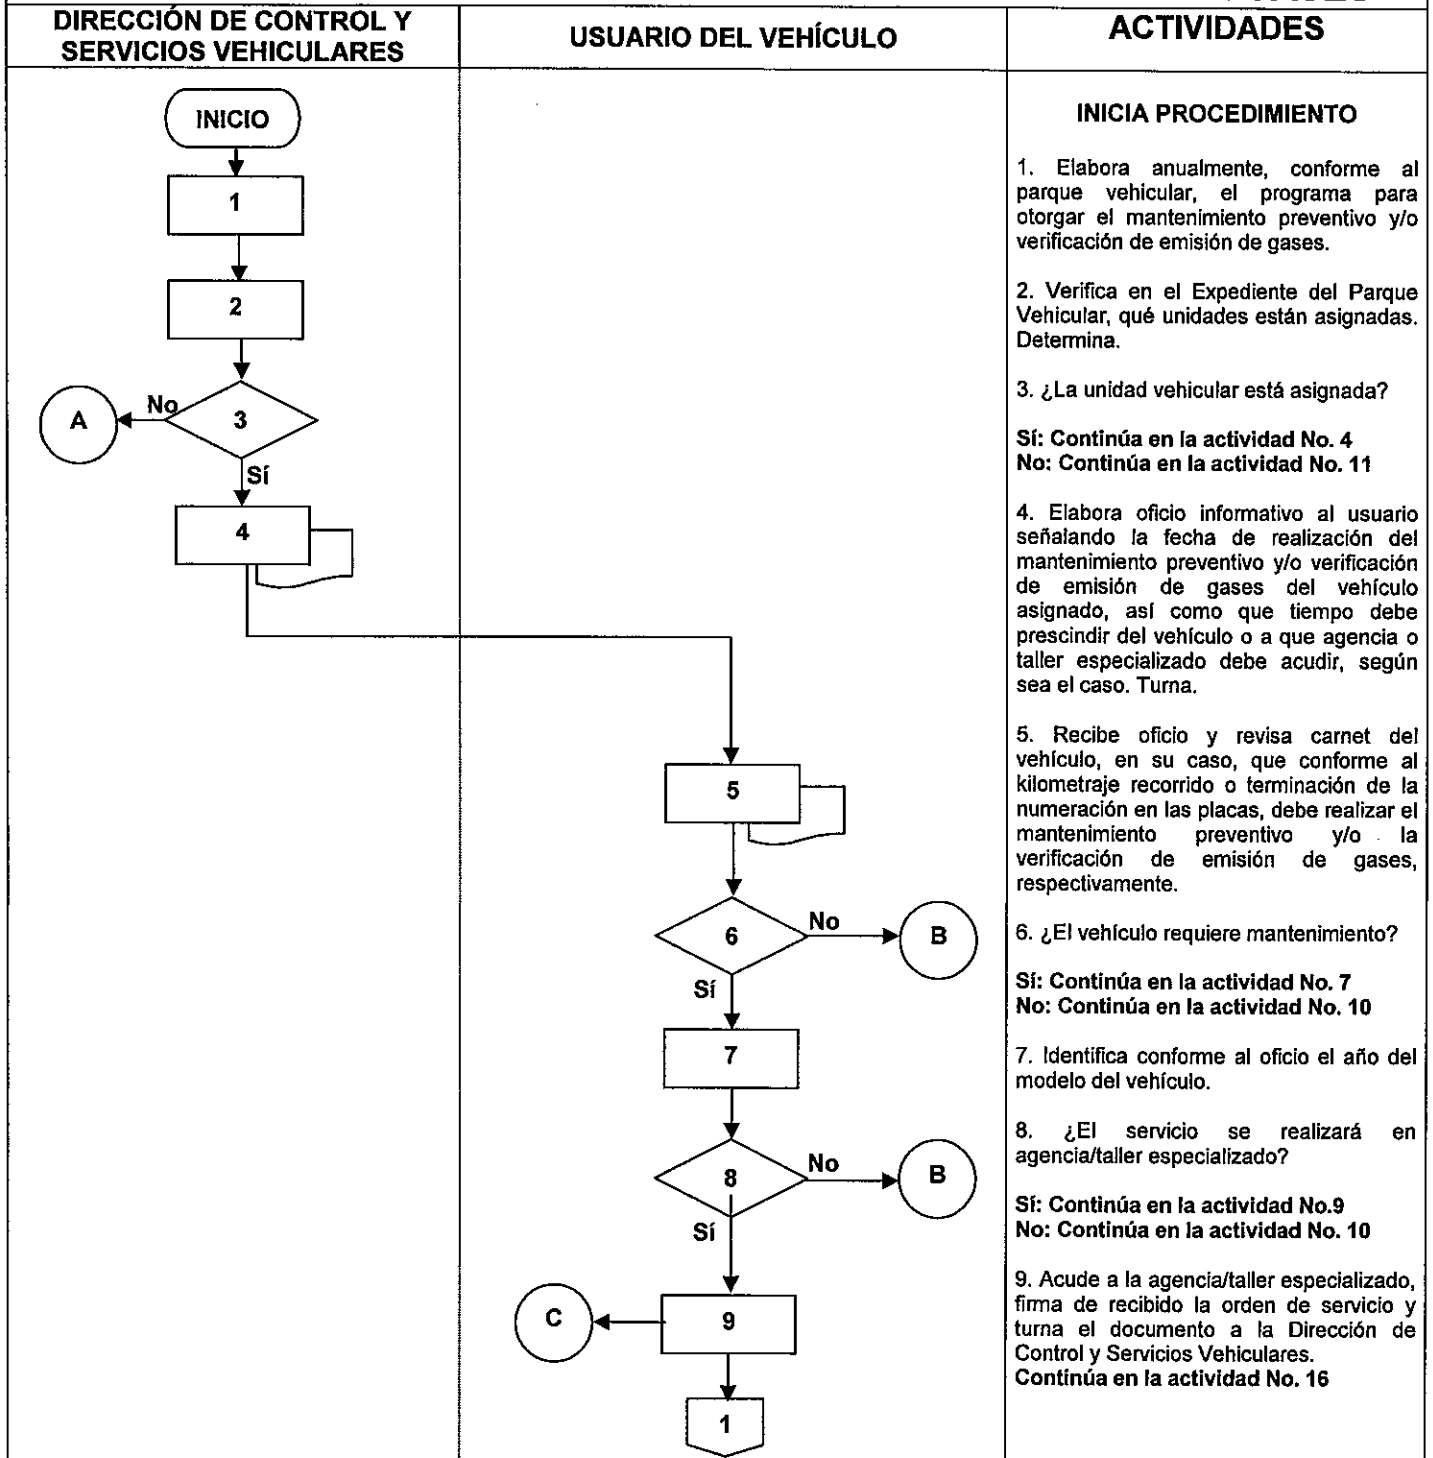 DIRECCIÓN DE CONTROL Y
SERVICIOS VEHICULARES
USUARIO DEL VEHÍCULO
ACTIVIDADES
INICIO
1
2
3
No
A
Sí
4
5
6
No
B
Sí
7
8
No
B
Sí
9
C
1
INICIA PROCEDIMIENTO
1. Elabora anualmente, conforme al
parque vehicular, el programa para
otorgar el mantenimiento preventivo y/o
verificación de emisión de gases.
2. Verifica en el Expediente del Parque
Vehicular, qué unidades están asignadas.
Determina.
3. ¿La unidad vehicular está asignada?
Sí: Continúa en la actividad No. 4
No: Continúa en la actividad No. 11
4. Elabora oficio informativo al usuario
señalando la fecha de realización del
mantenimiento preventivo y/o verificación
de emisión de gases del vehículo
asignado, así como que tiempo debe
prescindir del vehículo o a que agencia o
taller especializado debe acudir, según
sea el caso. Turna.
5. Recibe oficio y revisa carnet del
vehículo, en su caso, que conforme al
kilometraje recorrido o terminación de la
numeración en las placas, debe realizar el
mantenimiento preventivo y/o la
verificación de emisión de gases,
respectivamente.
6. ¿El vehículo requiere mantenimiento?
Sí: Continúa en la actividad No. 7
No: Continúa en la actividad No. 10
7. Identifica conforme al oficio el año del
modelo del vehículo.
8. ¿El servicio se realizará en
agencia/taller especializado?
Sí: Continúa en la actividad No.9
No: Continúa en la actividad No. 10
9. Acude a la agencia/taller especializado,
firma de recibido la orden de servicio y
turna el documento a la Dirección de
Control y Servicios Vehiculares.
Continúa en la actividad No. 16